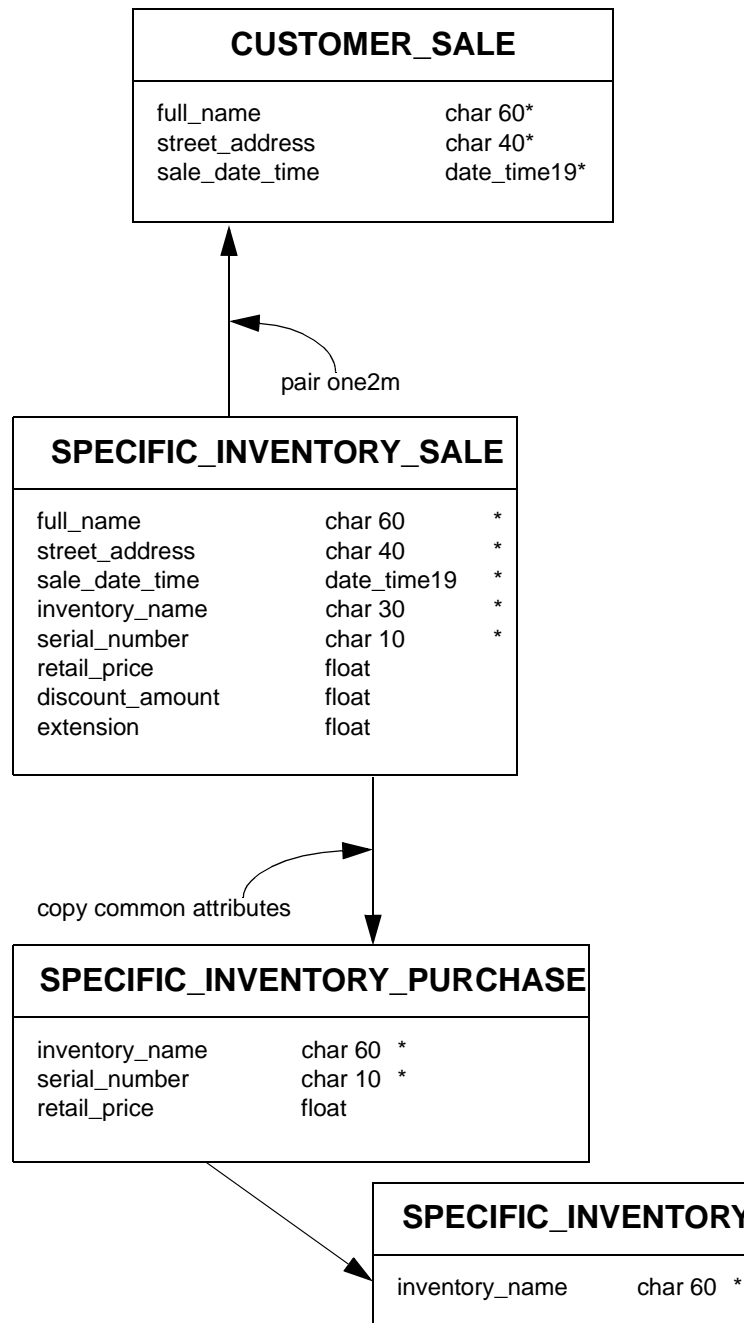 CUSTOMER_SALE
full_name char 60*
street_address char 40*
sale_date_time date_time19*
pair one2m
SPECIFIC_INVENTORY_SALE
full_name char 60 *
street_address char 40 *
sale_date_time date_time19 *
inventory_name char 30 *
serial_number char 10 *
retail_price float
discount_amount float
extension float
copy common attributes
SPECIFIC_INVENTORY_PURCHASE
inventory_name char 60 *
serial_number char 10 *
retail_price float
SPECIFIC_INVENTORY
inventory_name char 60 *